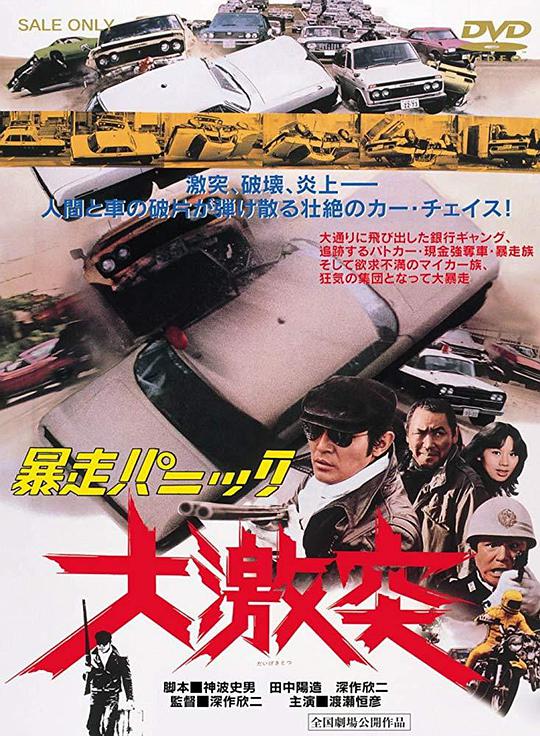 SALE ONLY
DVD
激突、破壊、炎上──
人間と車の破片が弾け散る壮絶のカー・チェイス!
大通りに飛び出した銀行ギャング、
追跡するパトカー・現金強奪車・暴走族
そして欲求不満のマイカー族、
狂気の集団となって大暴走
暴走パニック
大激突
だいげきとつ
脚本■神波史男 田中陽造 深作欣二
監督■深作欣二 主演■渡瀬恒彦
全国劇場公開作品